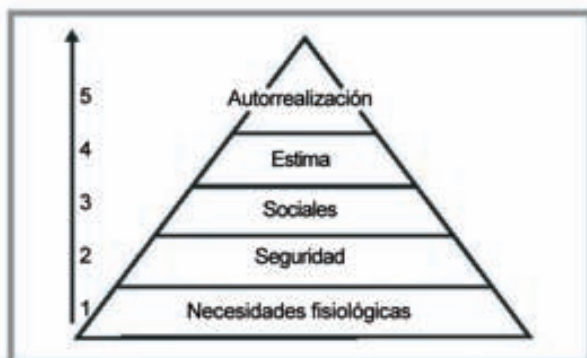 5
Autorrealización
4
Estima
3
Sociales
2
Seguridad
1
Necesidades fisiológicas